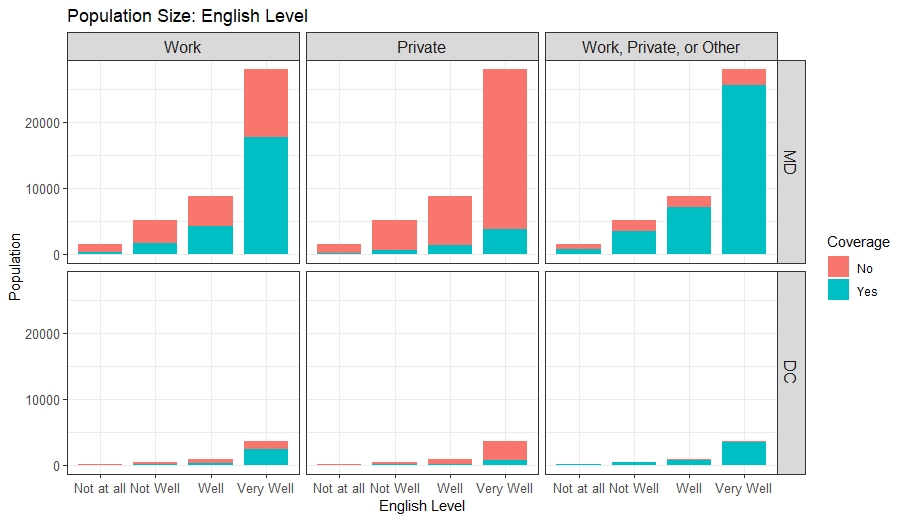 Population Size: English Level
Work Private Work, Private, or Other
20000
10000
0
MD
20000
10000
0
DC
Population
Not at all Not Well Well Very Well Not at all Not Well Well Very Well Not at all Not Well Well Very Well
English Level
Coverage
No
Yes